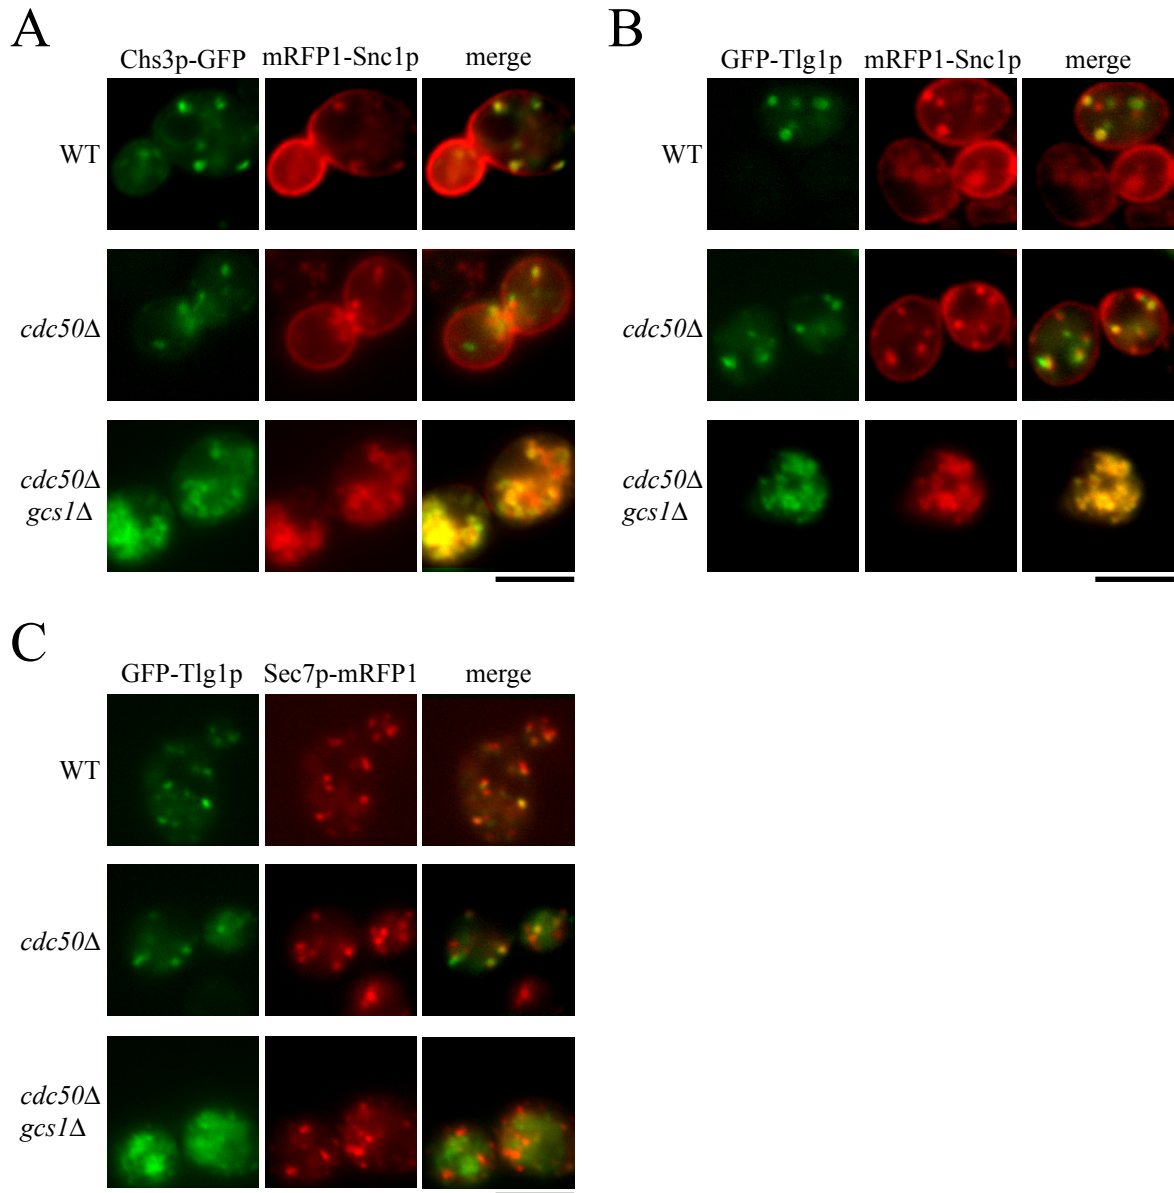 A
Chs3p-GFP mRFP1-Snc1p merge
WT
cdc50Δ
cdc50Δ
gcs1Δ
B
GFP-Tlg1p mRFP1-Snc1p merge
WT
cdc50Δ
cdc50Δ
gcs1Δ
C
GFP-Tlg1p Sec7p-mRFP1 merge
WT
cdc50Δ
cdc50Δ
gcs1Δ